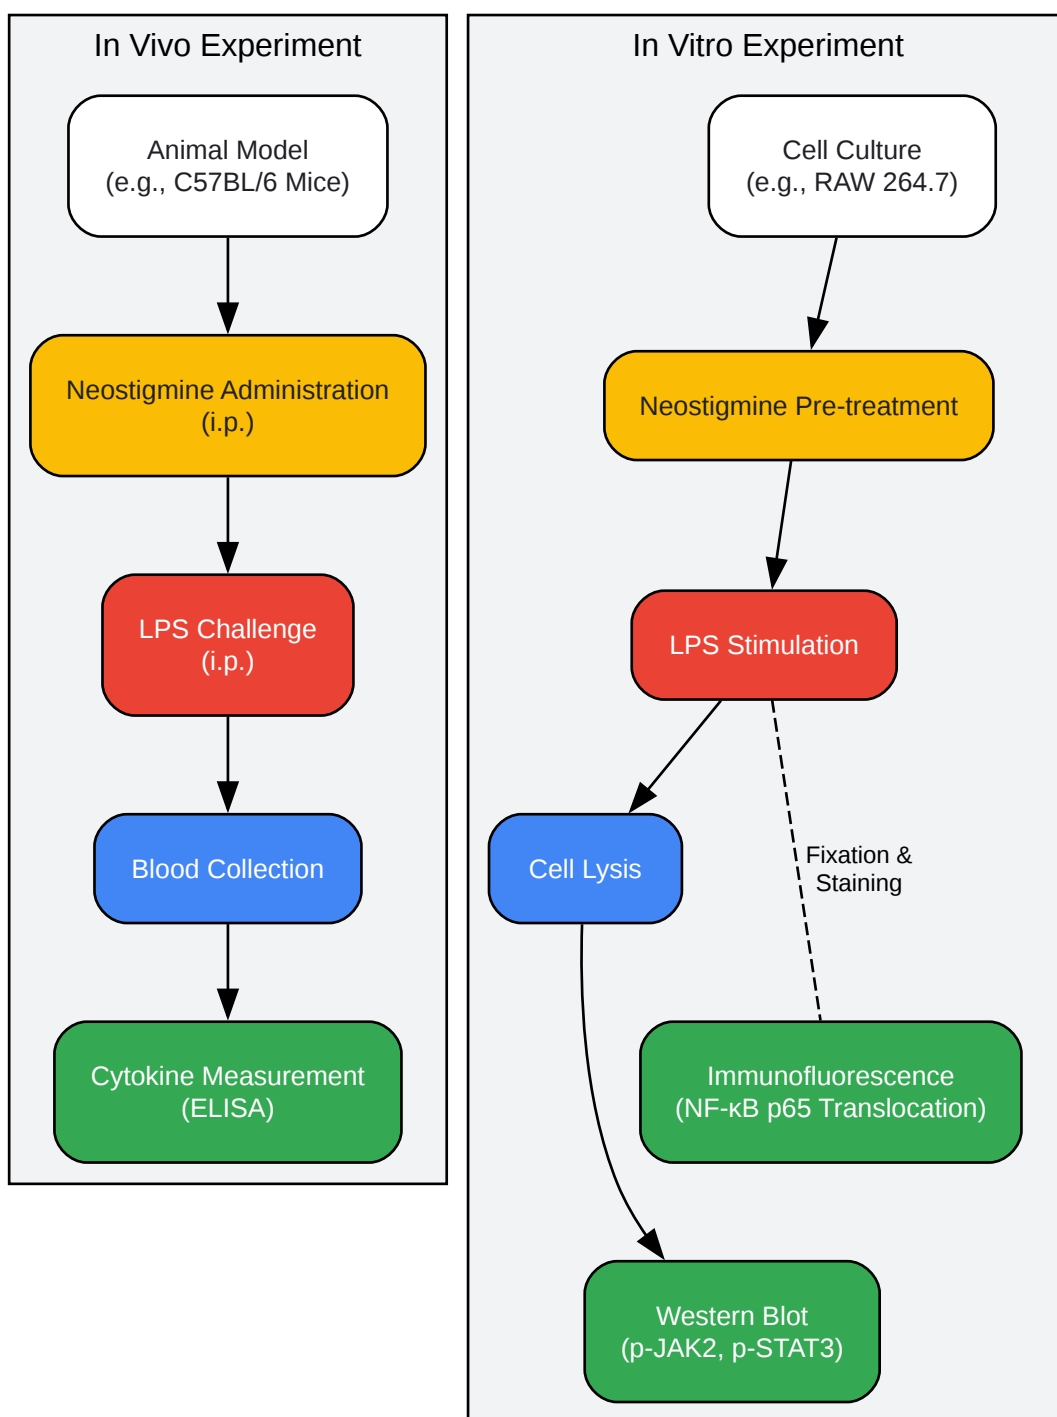 In Vivo Experiment
Animal Model
(e.g., C57BL/6 Mice)
Neostigmine Administration
(i.p.)
LPS Challenge
(i.p.)
Blood Collection
Cytokine Measurement
(ELISA)
In Vitro Experiment
Cell Culture
(e.g., RAW 264.7)
Neostigmine Pre-treatment
LPS Stimulation
Cell Lysis
Fixation &
Staining
Immunofluorescence
(NF-κB p65 Translocation)
Western Blot
(p-JAK2, p-STAT3)